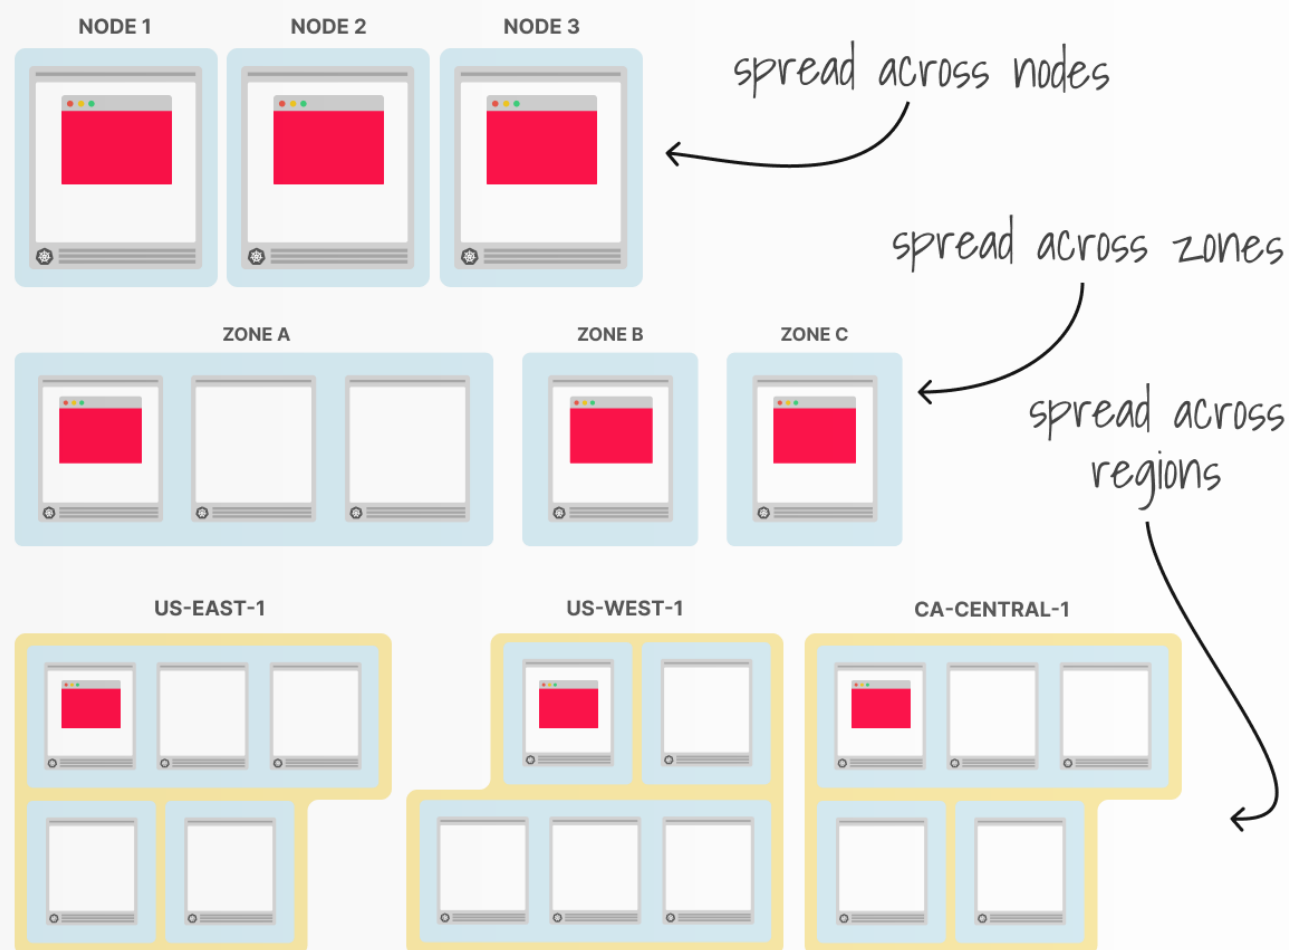 NODE 1
NODE 2
NODE 3
spread across nodes
spread across zones
ZONE A
ZONE B
ZONE C
spread across
regions
US-EAST-1
US-WEST-1
CA-CENTRAL-1